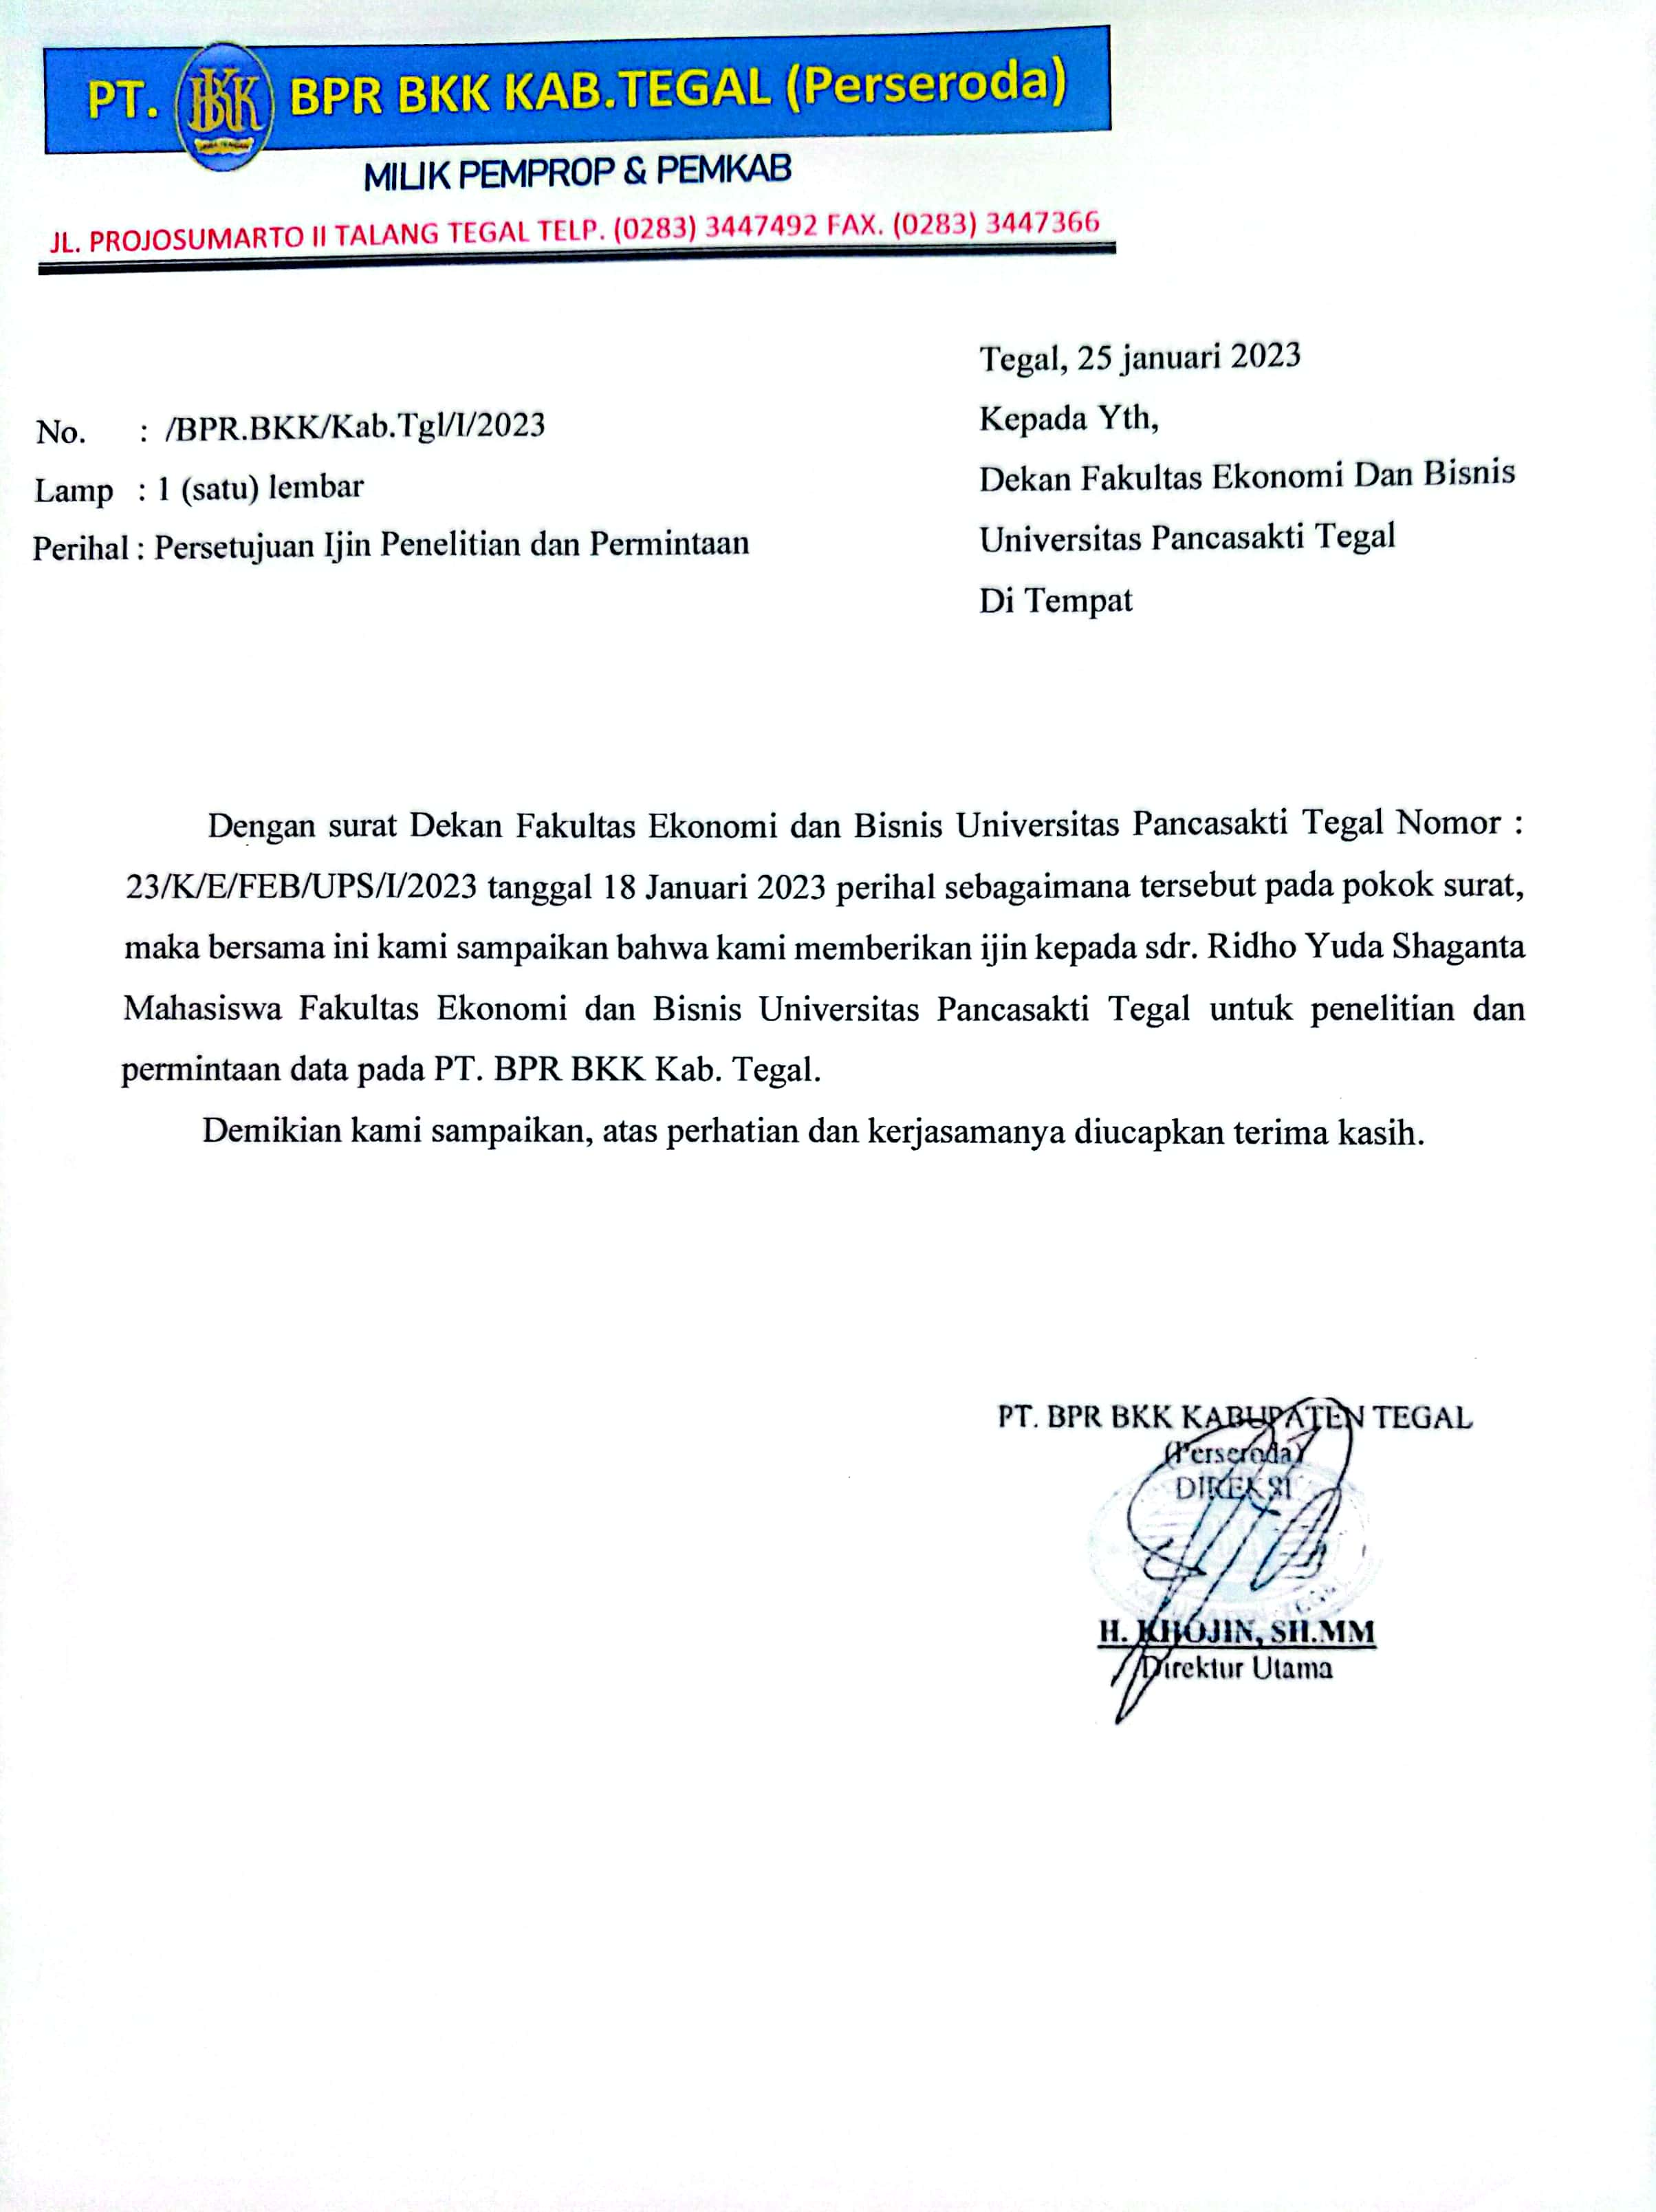 PT. BKK BPR BKK KAB.TEGAL (Perseroda)
MILIK PEMPROP & PEMKAB
JL. PROJOSUMARTO II TALANG TEGAL TELP. (0283) 3447492 FAX. (0283) 3447366
Tegal, 25 januari 2023
No. : /BPR.BKK/Kab.Tgl/I/2023
Lamp : 1 (satu) lembar
Perihal : Persetujuan Ijin Penelitian dan Permintaan
Kepada Yth,
Dekan Fakultas Ekonomi Dan Bisnis
Universitas Pancasakti Tegal
Di Tempat
Dengan surat Dekan Fakultas Ekonomi dan Bisnis Universitas Pancasakti Tegal Nomor :
23/K/E/FEB/UPS/I/2023 tanggal 18 Januari 2023 perihal sebagaimana tersebut pada pokok surat,
maka bersama ini kami sampaikan bahwa kami memberikan ijin kepada sdr. Ridho Yuda Shaganta
Mahasiswa Fakultas Ekonomi dan Bisnis Universitas Pancasakti Tegal untuk penelitian dan
permintaan data pada PT. BPR BKK Kab. Tegal.
Demikian kami sampaikan, atas perhatian dan kerjasamanya diucapkan terima kasih.
PT. BPR BKK KABUPATEN TEGAL
(Perseroda)
DIREKSI
H. KHOJIN, SH.MM
Direktur Utama